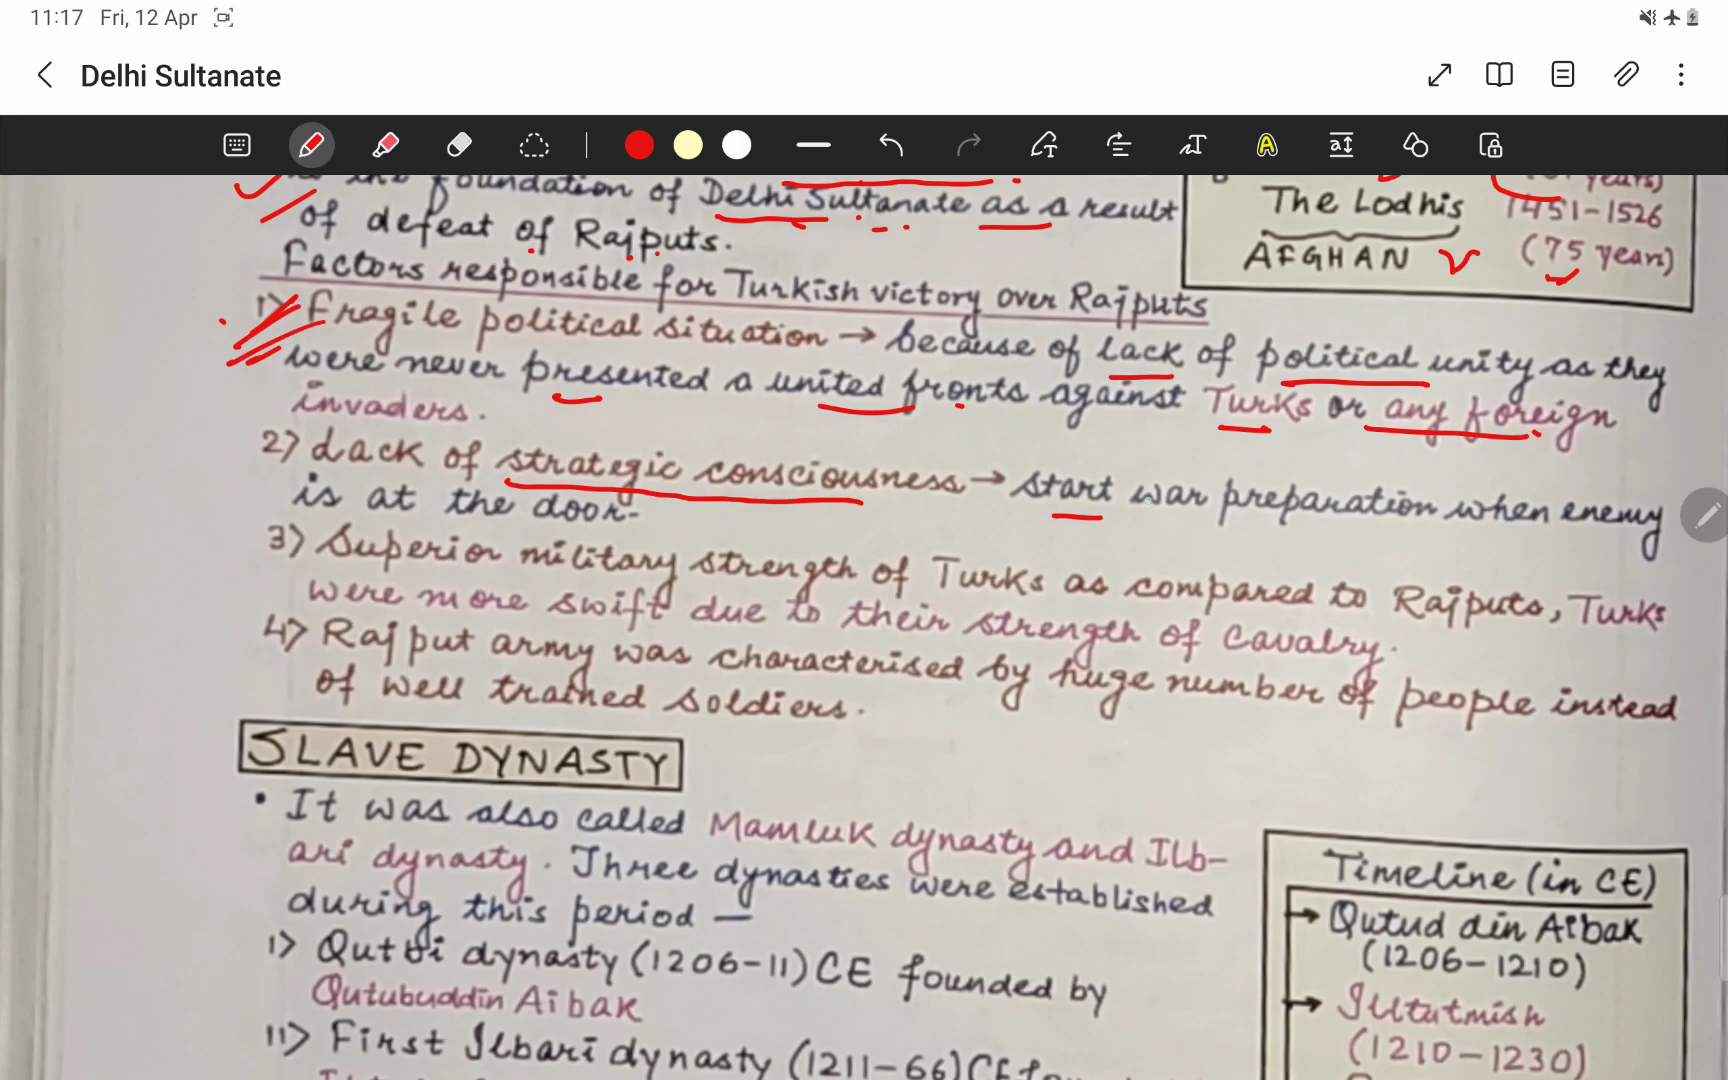 11:17 Fri, 12 Apr
Delhi Sultanate
foundation of Delhi Sultanate as a result
of defeat of Rajputs.
Factors responsible for Turkish victory over Rajputs
1) Fragile political situation → because of lack of political unity as they
were never presented a united fronts against Turks or any foreign
invaders.
2) Lack of strategic consciousness → start war preparation when enemy
is at the door-
3) Superior military strength of Turks as compared to Rajputs, Turks
were more swift due to their strength of Cavalry.
4) Rajput army was characterised by huge number of people instead
of well trained soldiers.
SLAVE DYNASTY
• It was also called Mamluk dynasty and Ilb-
ari dynasty. Three dynasties were established
during this period —
1) Qutbi dynasty (1206-11) CE founded by
Qutubuddin Aibak
11) First Ilbari dynasty (1211-66) CE
years)
The Lodhis 1451-1526
AFGHAN (75 years)
Timeline (in CE)
→ Qutud din Aibak
(1206-1210)
→ Iltutmish
(1210-1230)